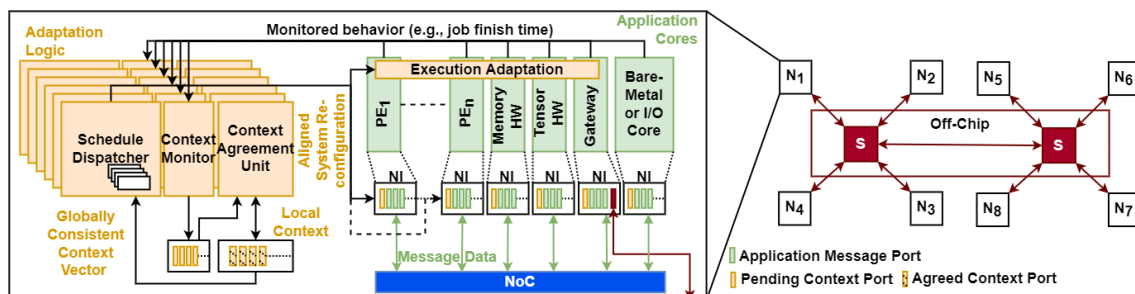 Adaptation
Logic
Monitored behavior (e.g., job finish time)
Application
Cores
Execution Adaptation
Schedule
Dispatcher
Context
Monitor
Context
Agreement
Unit
Aligned
System Re-
configuration
PE1
PEn
Memory
HW
Tensor
HW
Gateway
Bare-
Metal
or I/O
Core
NI
NI
NI
NI
NI
NI
Globally
Consistent
Context
Vector
Local
Context
Message Data
NoC
N1
N2
N5
N6
Off-Chip
S
S
N4
N3
N8
N7
Application Message Port
Pending Context Port
Agreed Context Port